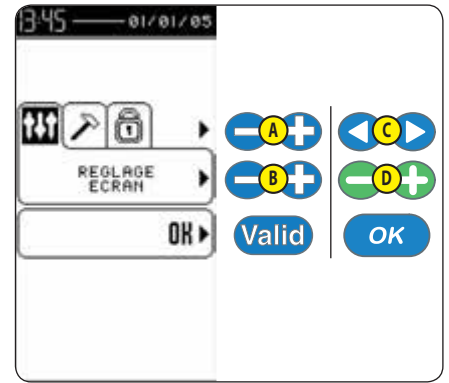 13:45 01/01/05
A C
REGLAGE
ECRAN
B D
OK Valid OK